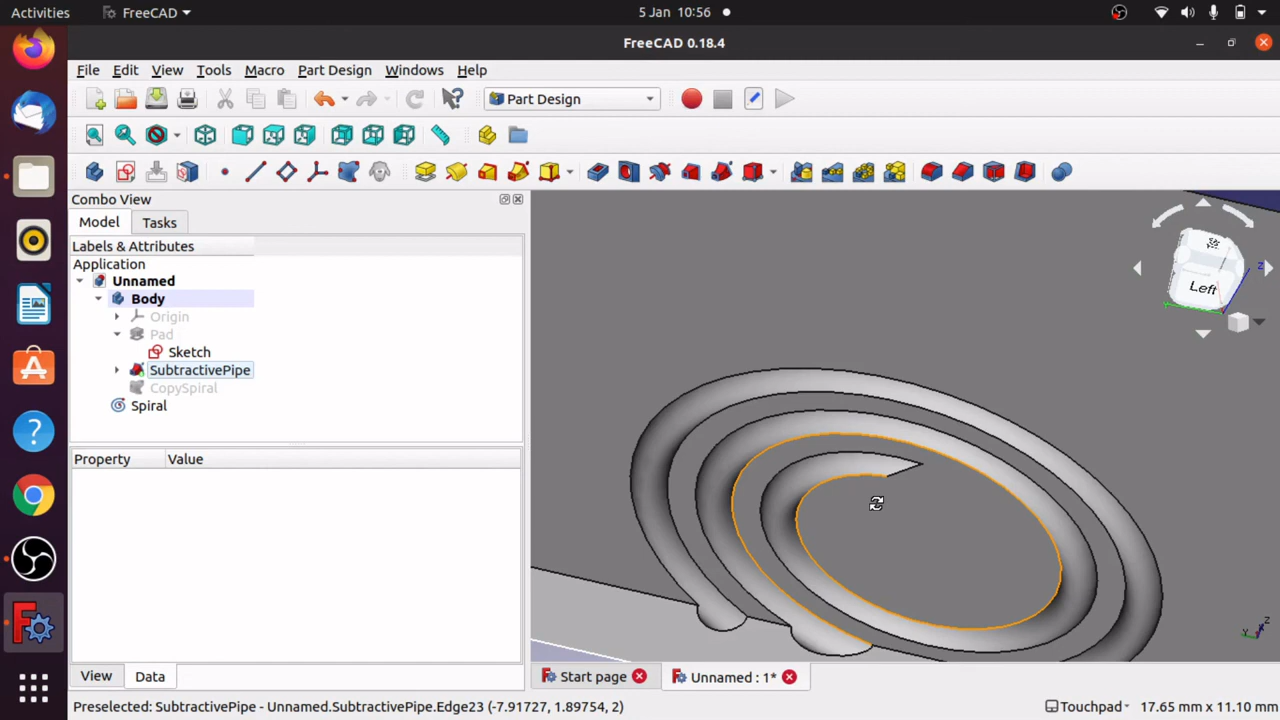 Activities FreeCAD 5 Jan 10:56
FreeCAD 0.18.4
File Edit View Tools Macro Part Design Windows Help
Part Design
Combo View
Model Tasks
Labels & Attributes
Application
Unnamed
Body
Origin
Pad
Sketch
SubtractivePipe
CopySpiral
Spiral
Property Value
View Data
Left
Z
Z
Y
X
Start page Unnamed : 1*
Preselected: SubtractivePipe - Unnamed.SubtractivePipe.Edge23 (-7.91727, 1.89754, 2) Touchpad 17.65 mm x 11.10 mm